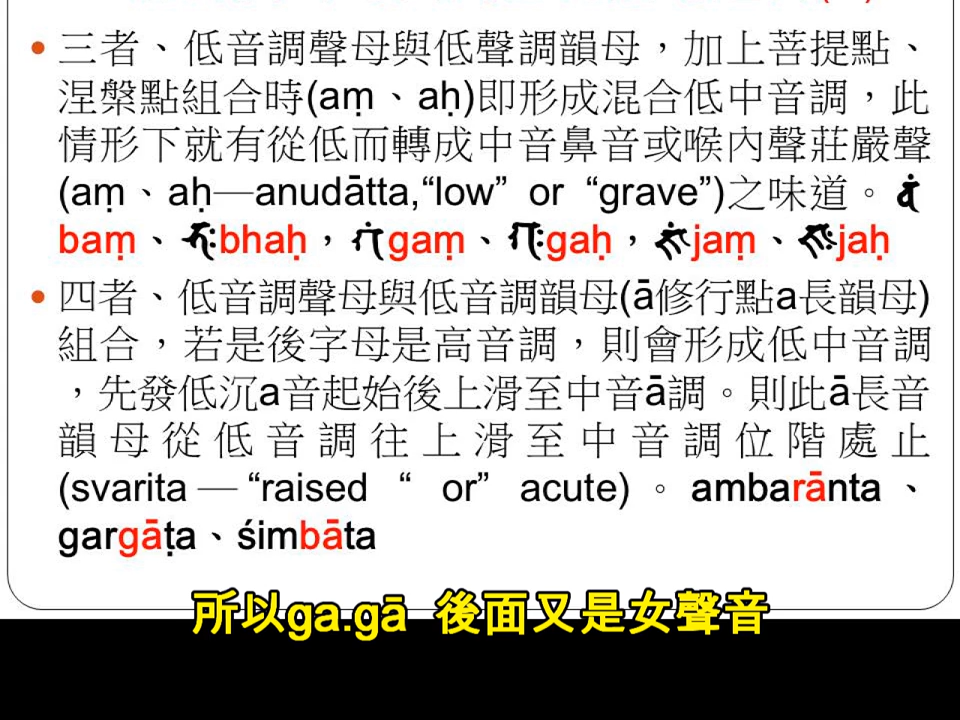 • 三者、低音調聲母與低聲調韻母，加上菩提點、
涅槃點組合時(aṃ、aḥ)即形成混合低中音調，此
情形下就有從低而轉成中音鼻音或喉內聲莊嚴聲
(aṃ、aḥ—anudātta,“low” or “grave”)之味道。
baṃ、bhaḥ，gaṃ、gaḥ，jaṃ、jaḥ
• 四者、低音調聲母與低音調韻母(ā修行點a長韻母)
組合，若是後字母是高音調，則會形成低中音調
，先發低沉a音起始後上滑至中音ā調。則此ā長音
韻母從低音調往上滑至中音調位階處止
(svarita — “raised “ or” acute)。ambarānta、
gargāṭa、śimbāta
所以ga.gā 後面又是女聲音